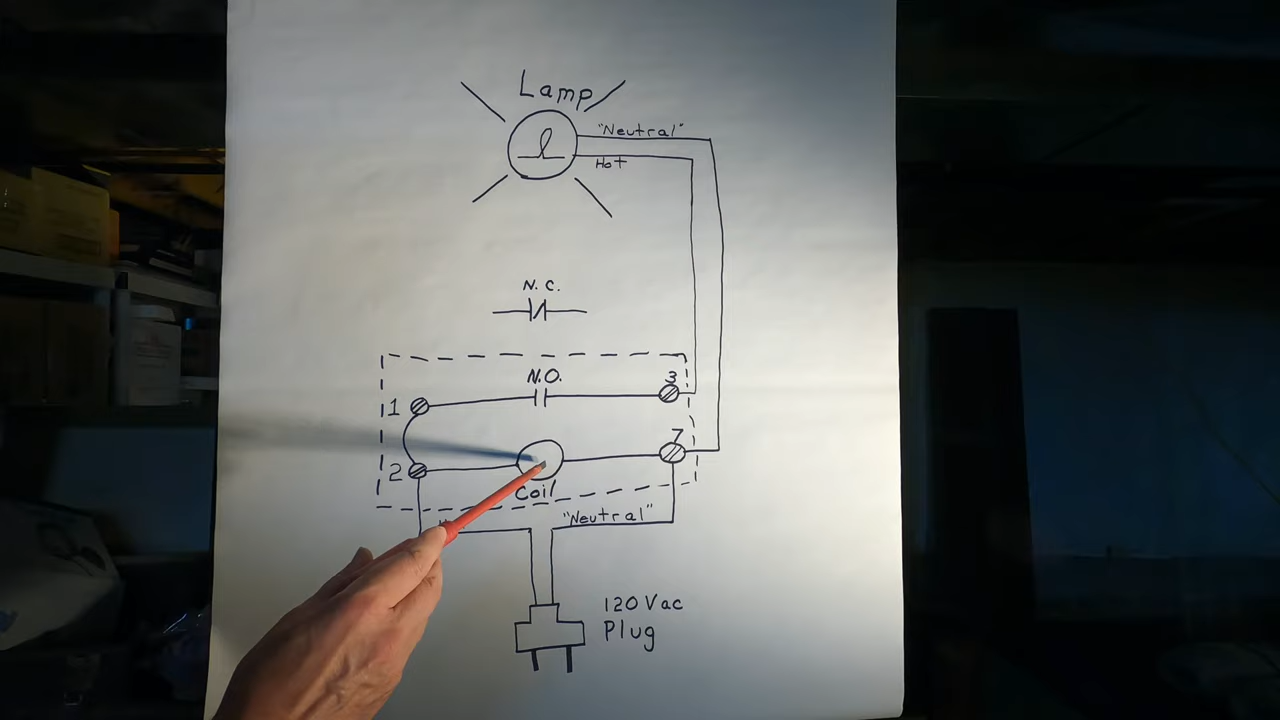 Lamp
"Neutral"
Hot
N.C.
N.O.
3
1
7
2
Coil
"Neutral"
120 Vac
Plug